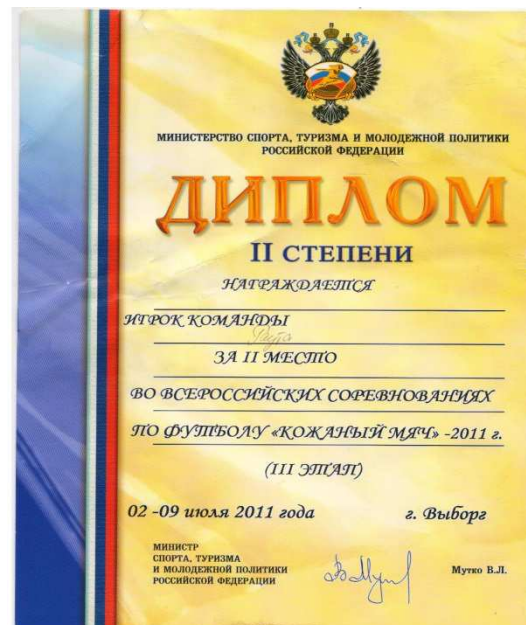 МИНИСТЕРСТВО СПОРТА, ТУРИЗМА И МОЛОДЕЖНОЙ ПОЛИТИКИ
РОССИЙСКОЙ ФЕДЕРАЦИИ
ДИПЛОМ
II СТЕПЕНИ
НАГРАЖДАЕТСЯ
ИГРОК КОМАНДЫ
ЗА II МЕСТО
ВО ВСЕРОССИЙСКИХ СОРЕВНОВАНИЯХ
ПО ФУТБОЛУ «КОЖАНЫЙ МЯЧ» -2011 г.
(III ЭТАП)
02 -09 июля 2011 года г. Выборг
МИНИСТР
СПОРТА, ТУРИЗМА
И МОЛОДЕЖНОЙ ПОЛИТИКИ
РОССИЙСКОЙ ФЕДЕРАЦИИ
Мутко В.Л.